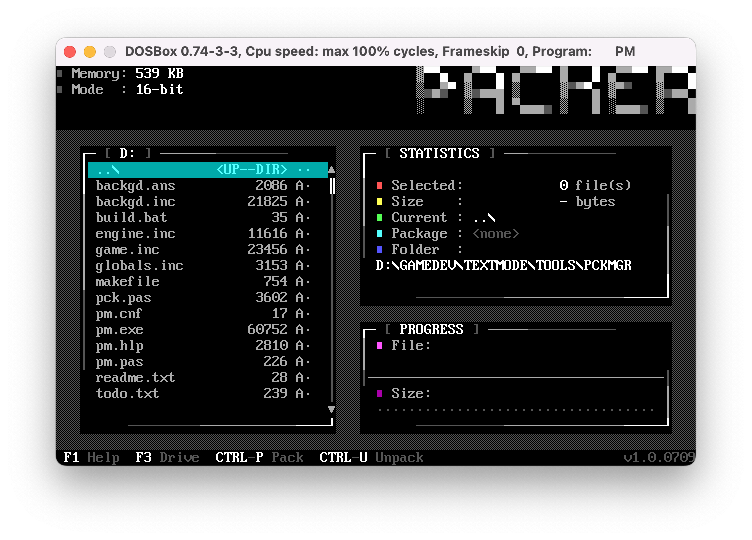 DOSBox 0.74-3-3, Cpu speed: max 100% cycles, Frameskip 0, Program: PM
Memory: 539 KB
Mode : 16-bit
PACKER
[ D: ]
..\ <UP--DIR> ··
backgd.ans 2086 A·
backgd.inc 21825 A·
build.bat 35 A·
engine.inc 11616 A·
game.inc 23456 A·
globals.inc 3153 A·
makefile 754 A·
pck.pas 3602 A·
pm.cnf 17 A·
pm.exe 60752 A·
pm.hlp 2810 A·
pm.pas 226 A·
readme.txt 28 A·
todo.txt 239 A·
[ STATISTICS ]
Selected: 0 file(s)
Size : - bytes
Current : ..\
Package : <none>
Folder :
D:\GAMEDEV\TEXTMODE\TOOLS\PCKMGR
[ PROGRESS ]
File:
Size:
F1 Help F3 Drive CTRL-P Pack CTRL-U Unpack v1.0.0709